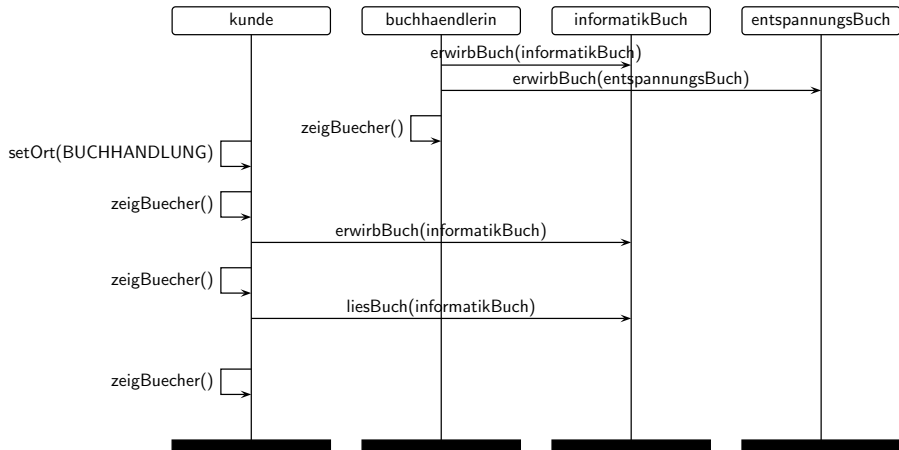 kunde
buchhaendlerin
informatikBuch
entspannungsBuch
erwirbBuch(informatikBuch)
erwirbBuch(entspannungsBuch)
zeigBuecher()
setOrt(BUCHHANDLUNG)
zeigBuecher()
erwirbBuch(informatikBuch)
zeigBuecher()
liesBuch(informatikBuch)
zeigBuecher()